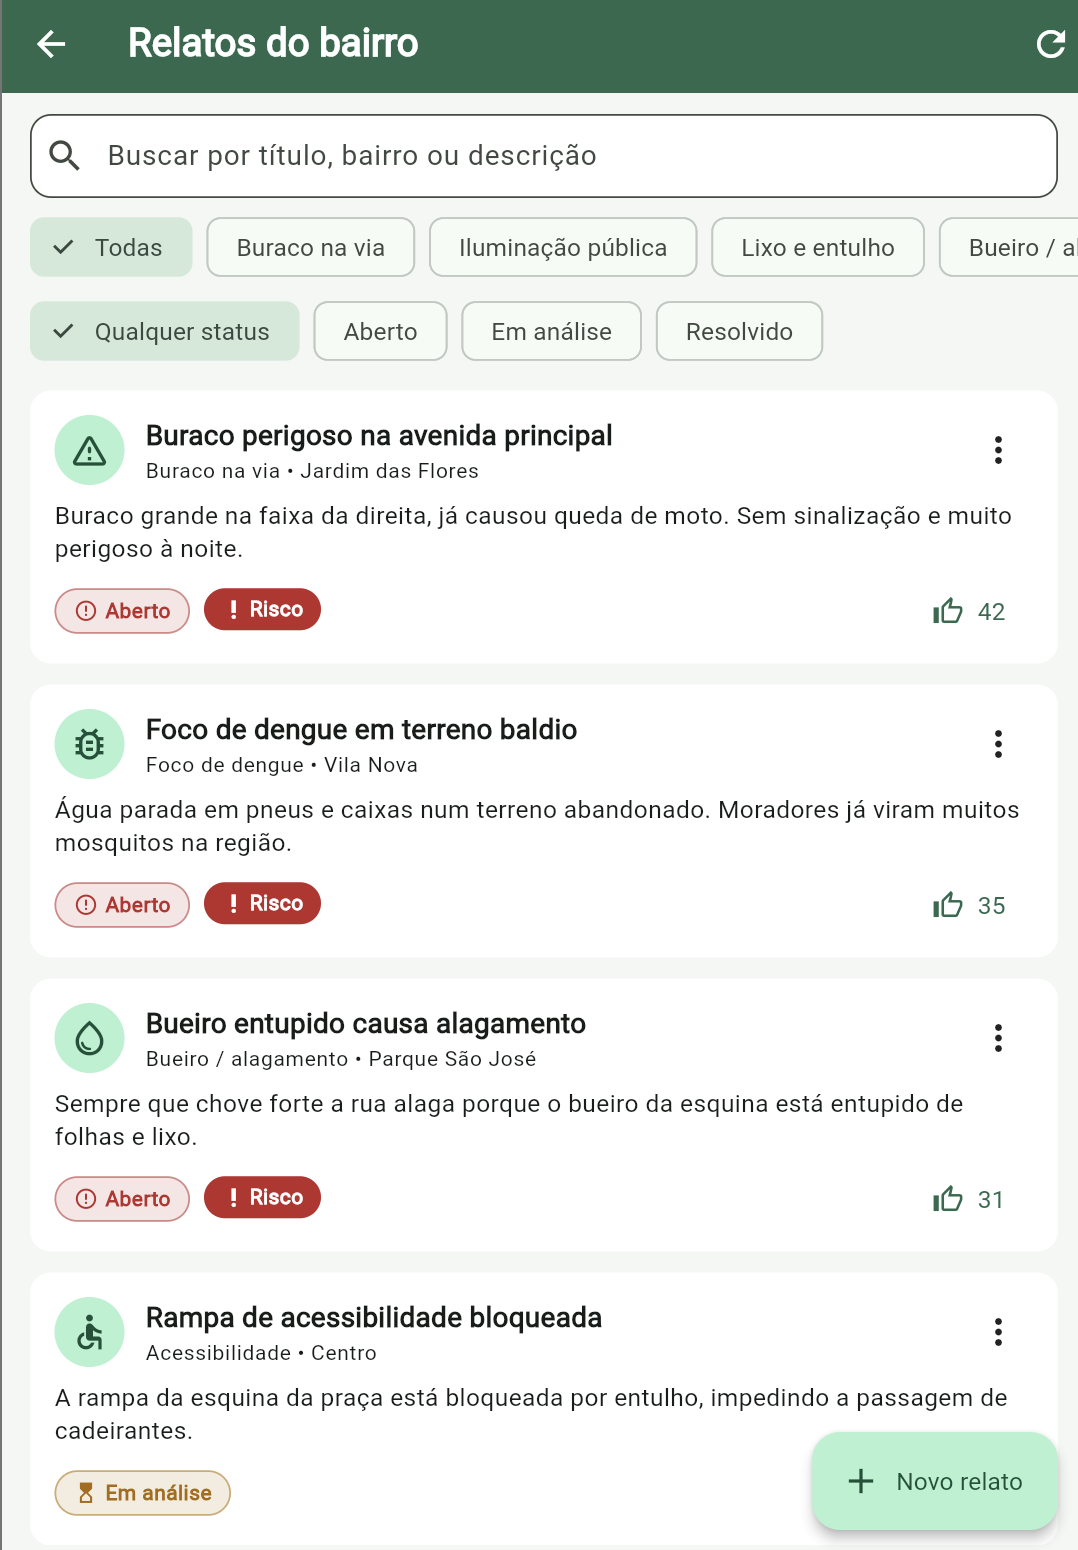 Relatos do bairro
Buscar por título, bairro ou descrição
Todas
Buraco na via
Iluminação pública
Lixo e entulho
Bueiro /
Qualquer status
Aberto
Em análise
Resolvido
Buraco perigoso na avenida principal
Buraco na via • Jardim das Flores
Buraco grande na faixa da direita, já causou queda de moto. Sem sinalização e muito
perigoso à noite.
Aberto
Risco
42
Foco de dengue em terreno baldio
Foco de dengue • Vila Nova
Água parada em pneus e caixas num terreno abandonado. Moradores já viram muitos
mosquitos na região.
Aberto
Risco
35
Bueiro entupido causa alagamento
Bueiro / alagamento • Parque São José
Sempre que chove forte a rua alaga porque o bueiro da esquina está entupido de
folhas e lixo.
Aberto
Risco
31
Rampa de acessibilidade bloqueada
Acessibilidade • Centro
A rampa da esquina da praça está bloqueada por entulho, impedindo a passagem de
cadeirantes.
Em análise
Novo relato